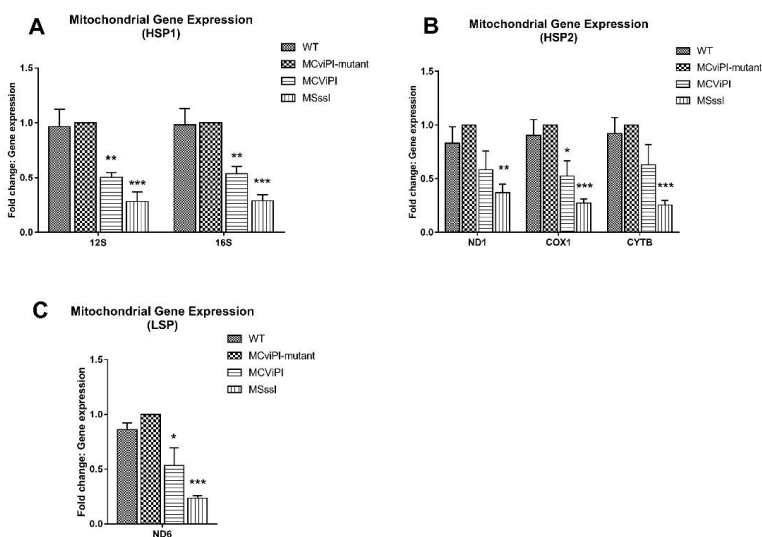 A
Mitochondrial Gene Expression
(HSP1)
WT
MCviPI-mutant
MCViPI
MSssI
Fold change: Gene expression
1.5
1.0
0.5
0.0
**
***
**
***
12S
16S
B
Mitochondrial Gene Expression
(HSP2)
WT
MCviPI-mutant
MCViPI
MSssI
Fold change: Gene expression
1.5
1.0
0.5
0.0
**
*
***
***
ND1
COX1
CYTB
C
Mitochondrial Gene Expression
(LSP)
WT
MCviPI-mutant
MCViPI
MSssI
Fold change: Gene expression
1.5
1.0
0.5
0.0
*
***
ND6